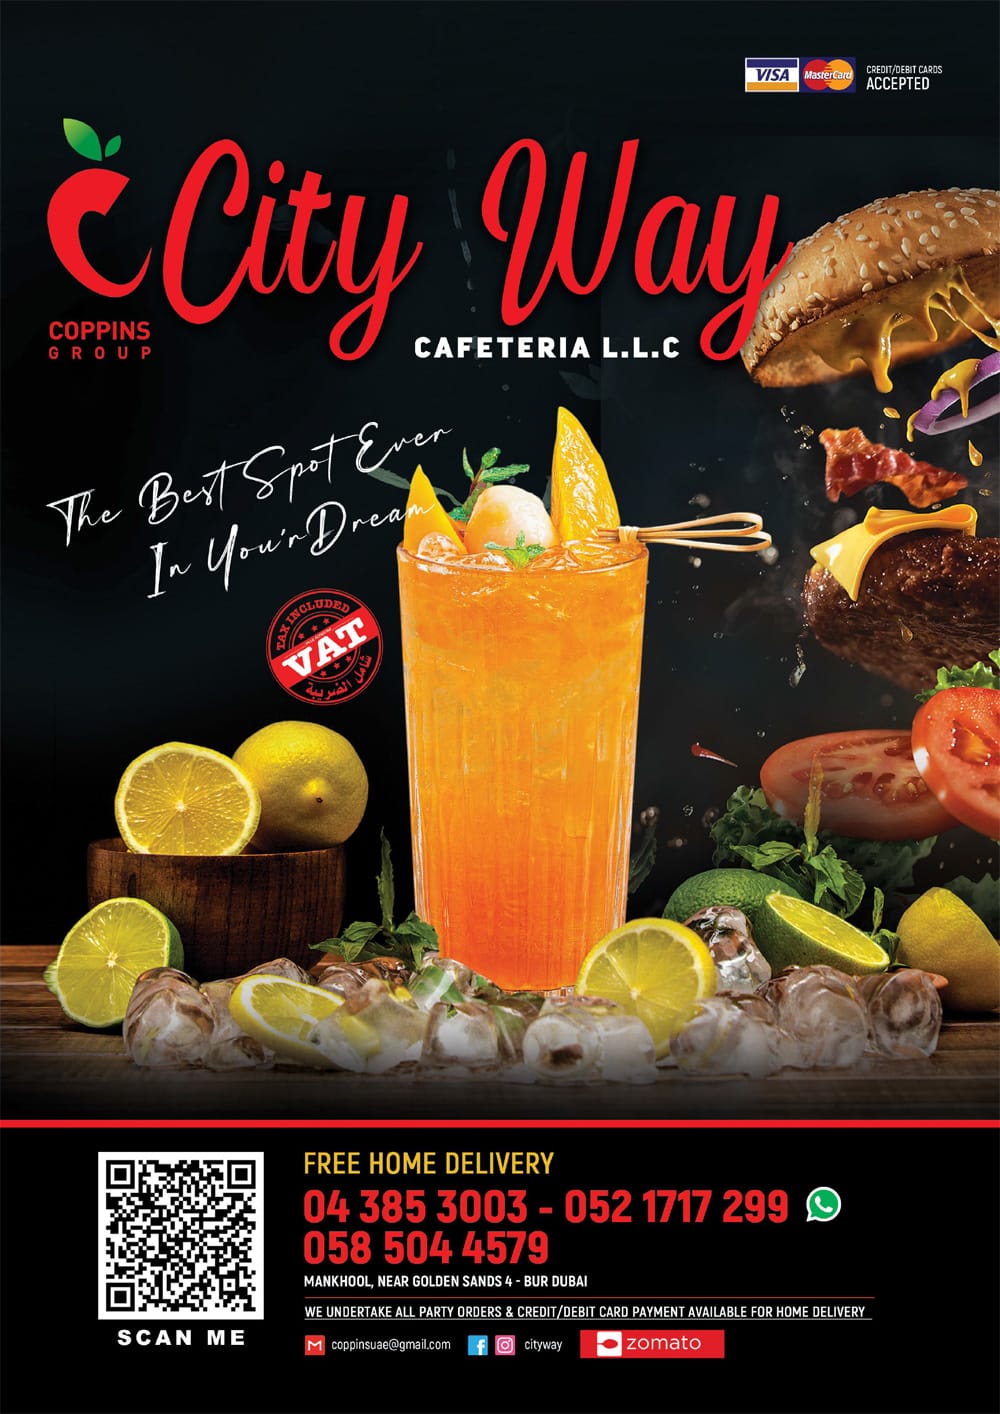 VISA
MasterCard
CREDIT/DEBIT CARDS
ACCEPTED
City Way
COPPINS
GROUP
CAFETERIA L.L.C
The Best Spot Ever
In You'r Dream
TAX INCLUDED
VAT
شامل الضريبة
FREE HOME DELIVERY
04 385 3003 - 052 1717 299
058 504 4579
MANKHOOL, NEAR GOLDEN SANDS 4 - BUR DUBAI
WE UNDERTAKE ALL PARTY ORDERS & CREDIT/DEBIT CARD PAYMENT AVAILABLE FOR HOME DELIVERY
SCAN ME
coppinsuae@gmail.com
cityway
zomato